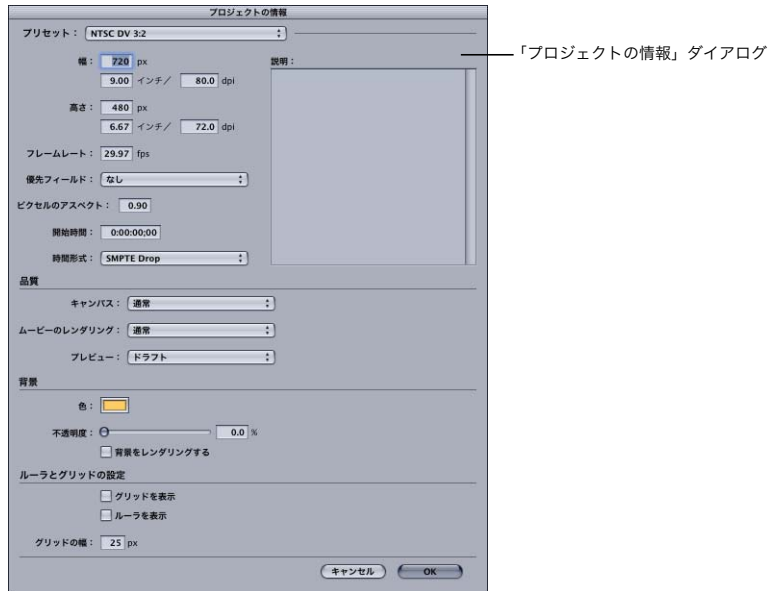 プロジェクトの情報
プリセット： NTSC DV 3:2
「プロジェクトの情報」ダイアログ
幅： 720 px
説明：
9.00 インチ／ 80.0 dpi
高さ： 480 px
6.67 インチ／ 72.0 dpi
フレームレート： 29.97 fps
優先フィールド： なし
ピクセルのアスペクト： 0.90
開始時間： 0:00:00;00
時間形式： SMPTE Drop
品質
キャンバス： 通常
ムービーのレンダリング： 通常
プレビュー： ドラフト
背景
色：
不透明度： 0.0 %
背景をレンダリングする
ルーラとグリッドの設定
グリッドを表示
ルーラを表示
グリッドの幅： 25 px
キャンセル OK